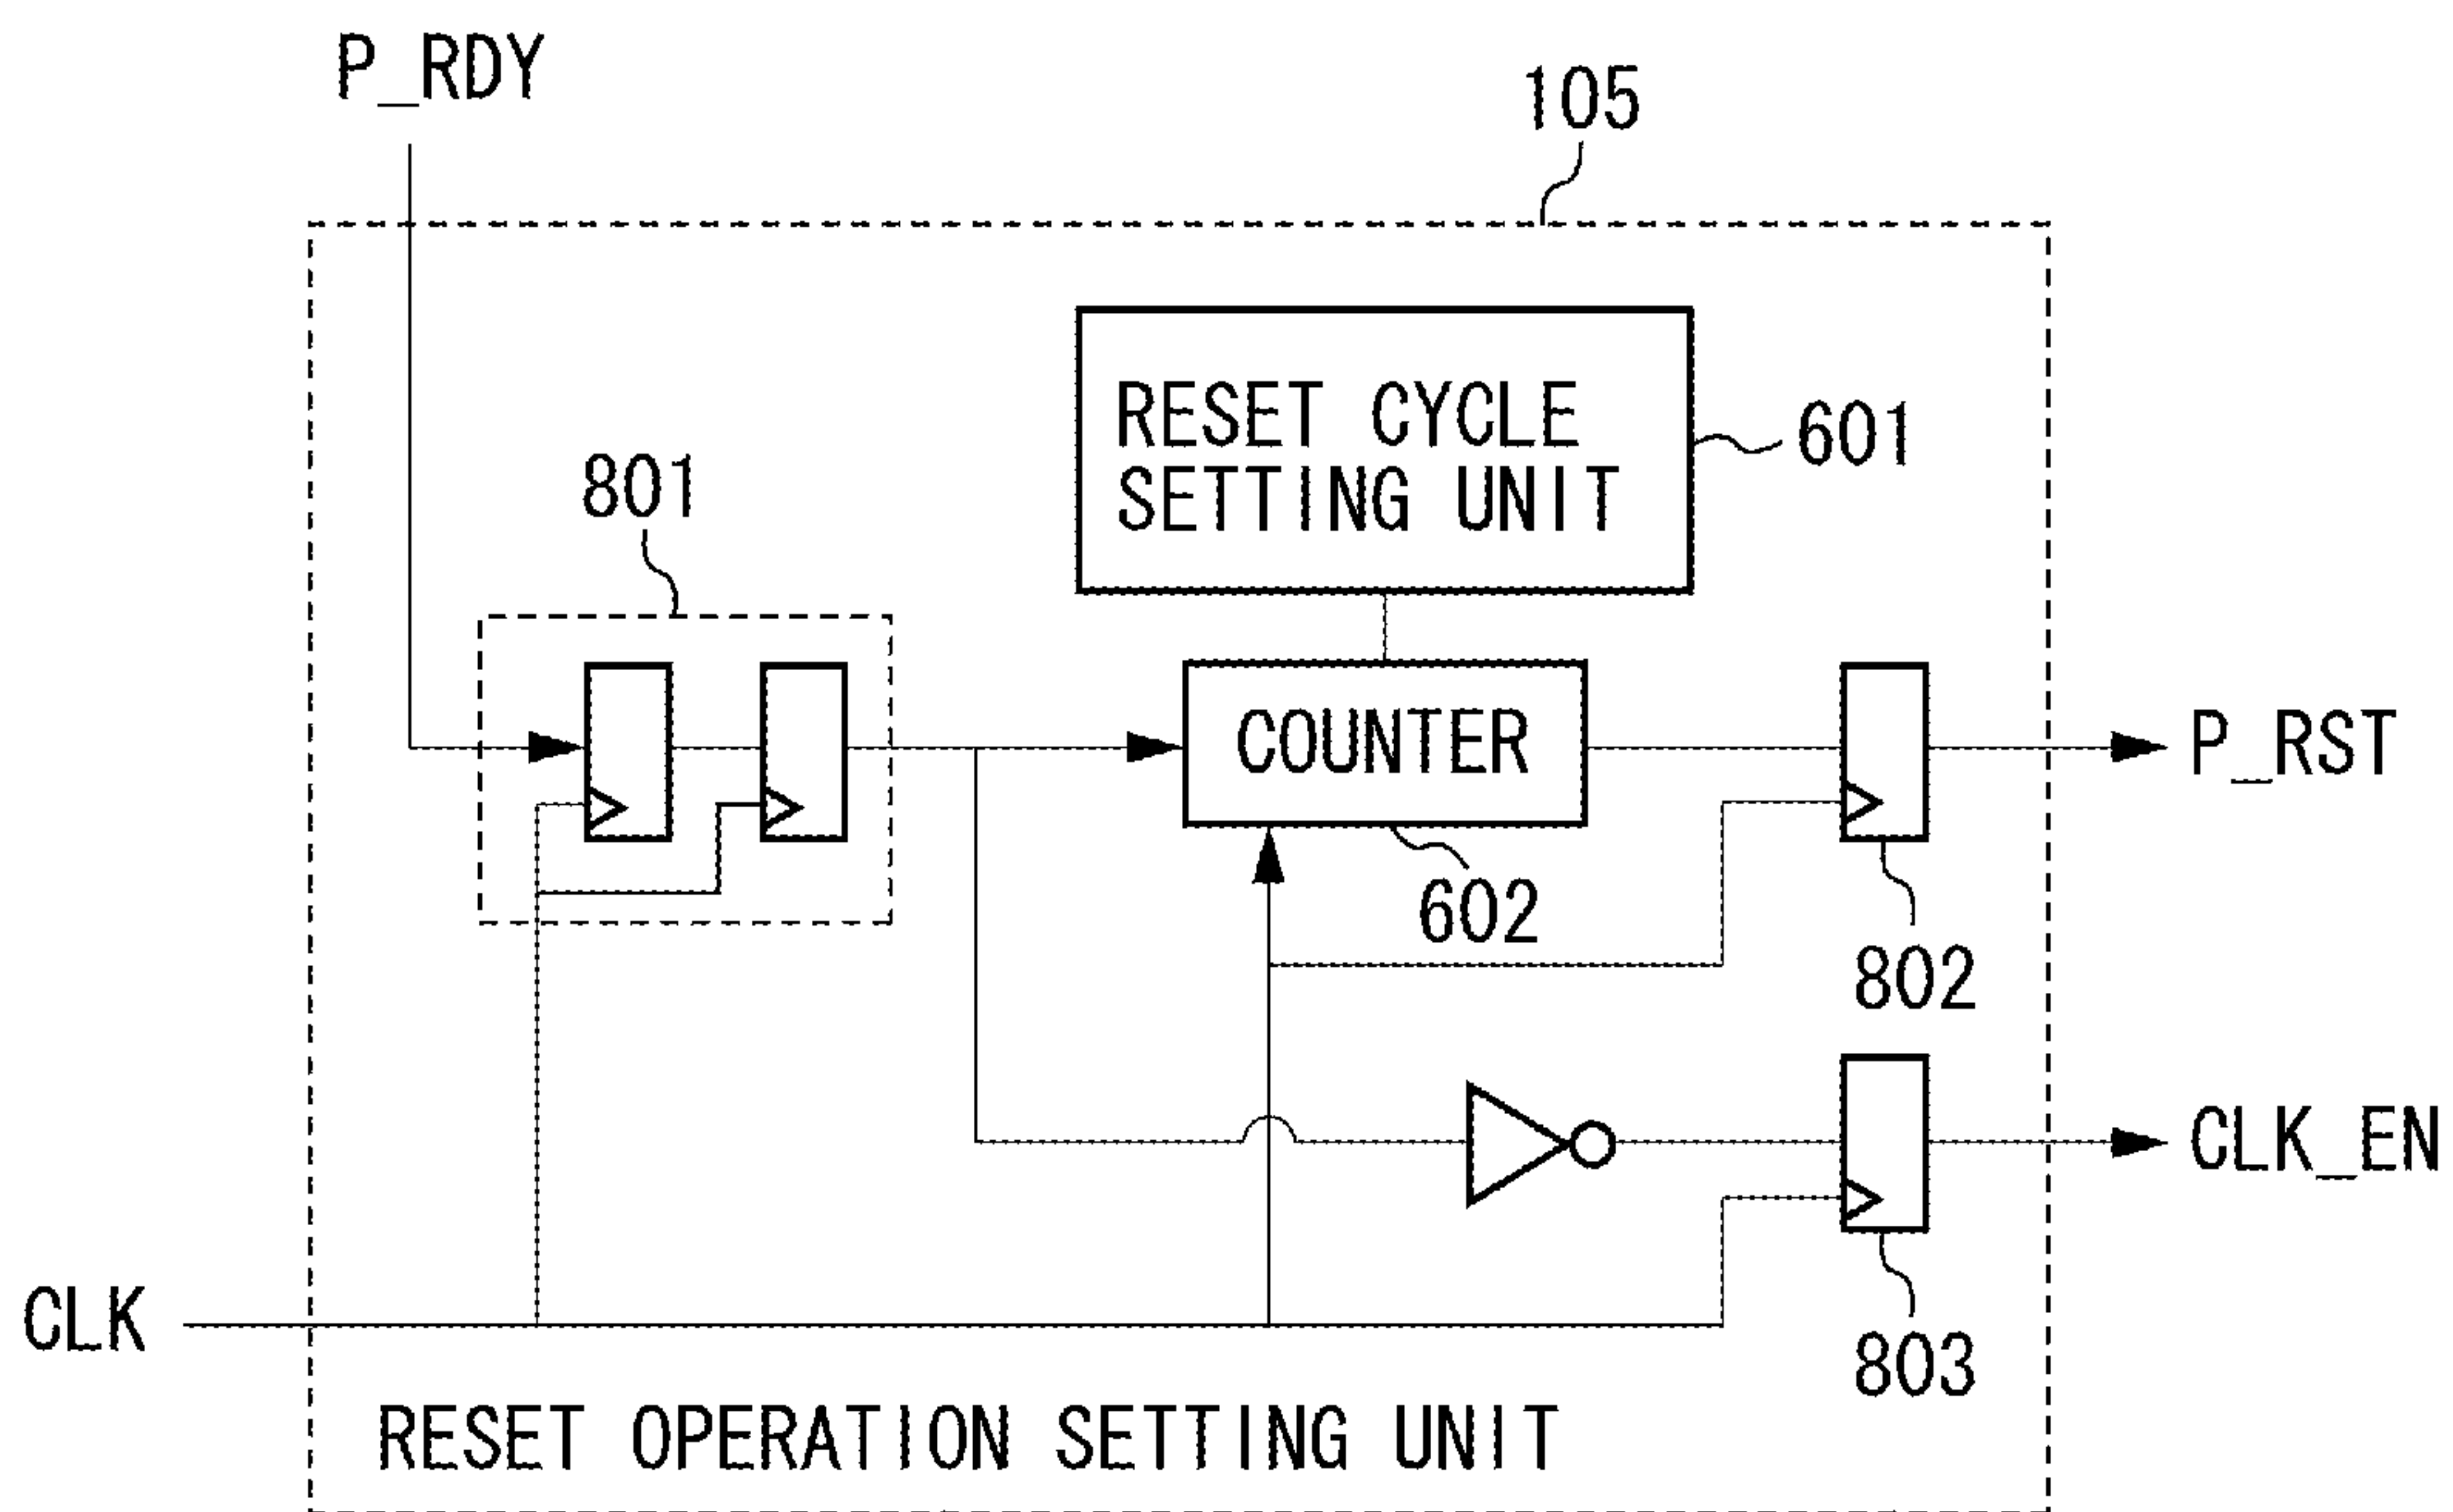 P_RDY
105
RESET CYCLE
SETTING UNIT
601
801
COUNTER
P_RST
602
802
CLK_EN
CLK
803
RESET OPERATION SETTING UNIT